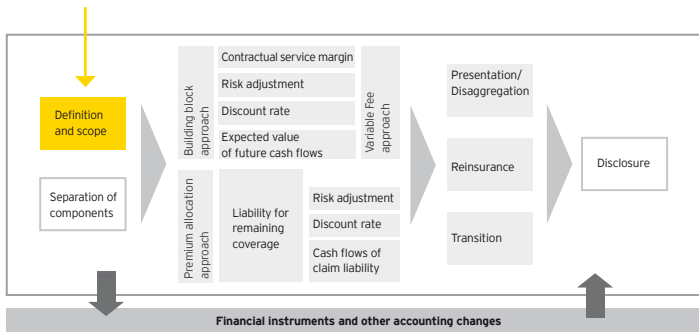 Definition
and scope
Separation of
components
Building block
approach
Contractual service margin
Risk adjustment
Discount rate
Expected value
of future cash flows
Variable Fee
approach
Premium allocation
approach
Liability for
remaining
coverage
Risk adjustment
Discount rate
Cash flows of
claim liability
Presentation/
Disaggregation
Reinsurance
Transition
Disclosure
Financial instruments and other accounting changes